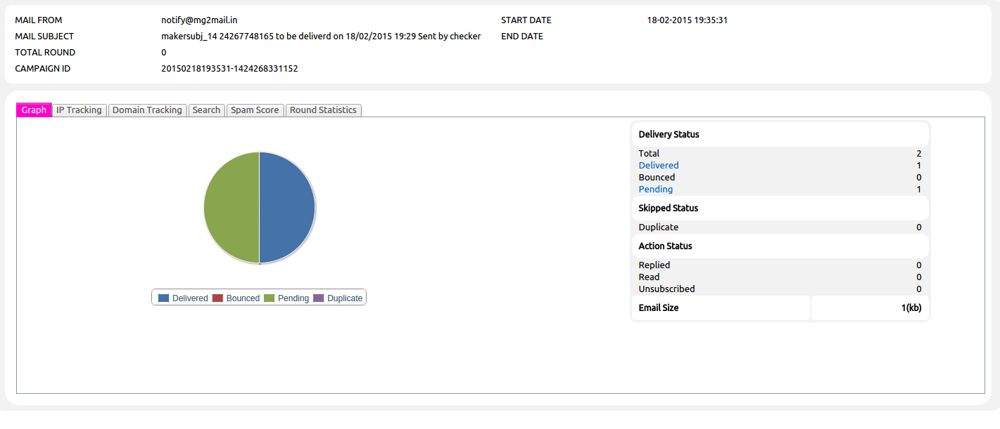 MAIL FROM notify@mg2mail.in START DATE 18-02-2015 19:35:31
MAIL SUBJECT makersubj_14 24267748165 to be deliverd on 18/02/2015 19:29 Sent by checker END DATE
TOTAL ROUND 0
CAMPAIGN ID 20150218193531-1424268331152
Graph IP Tracking Domain Tracking Search Spam Score Round Statistics
Delivered Bounced Pending Duplicate
Delivery Status
Total 2
Delivered 1
Bounced 0
Pending 1
Skipped Status
Duplicate 0
Action Status
Replied 0
Read 0
Unsubscribed 0
Email Size 1(kb)